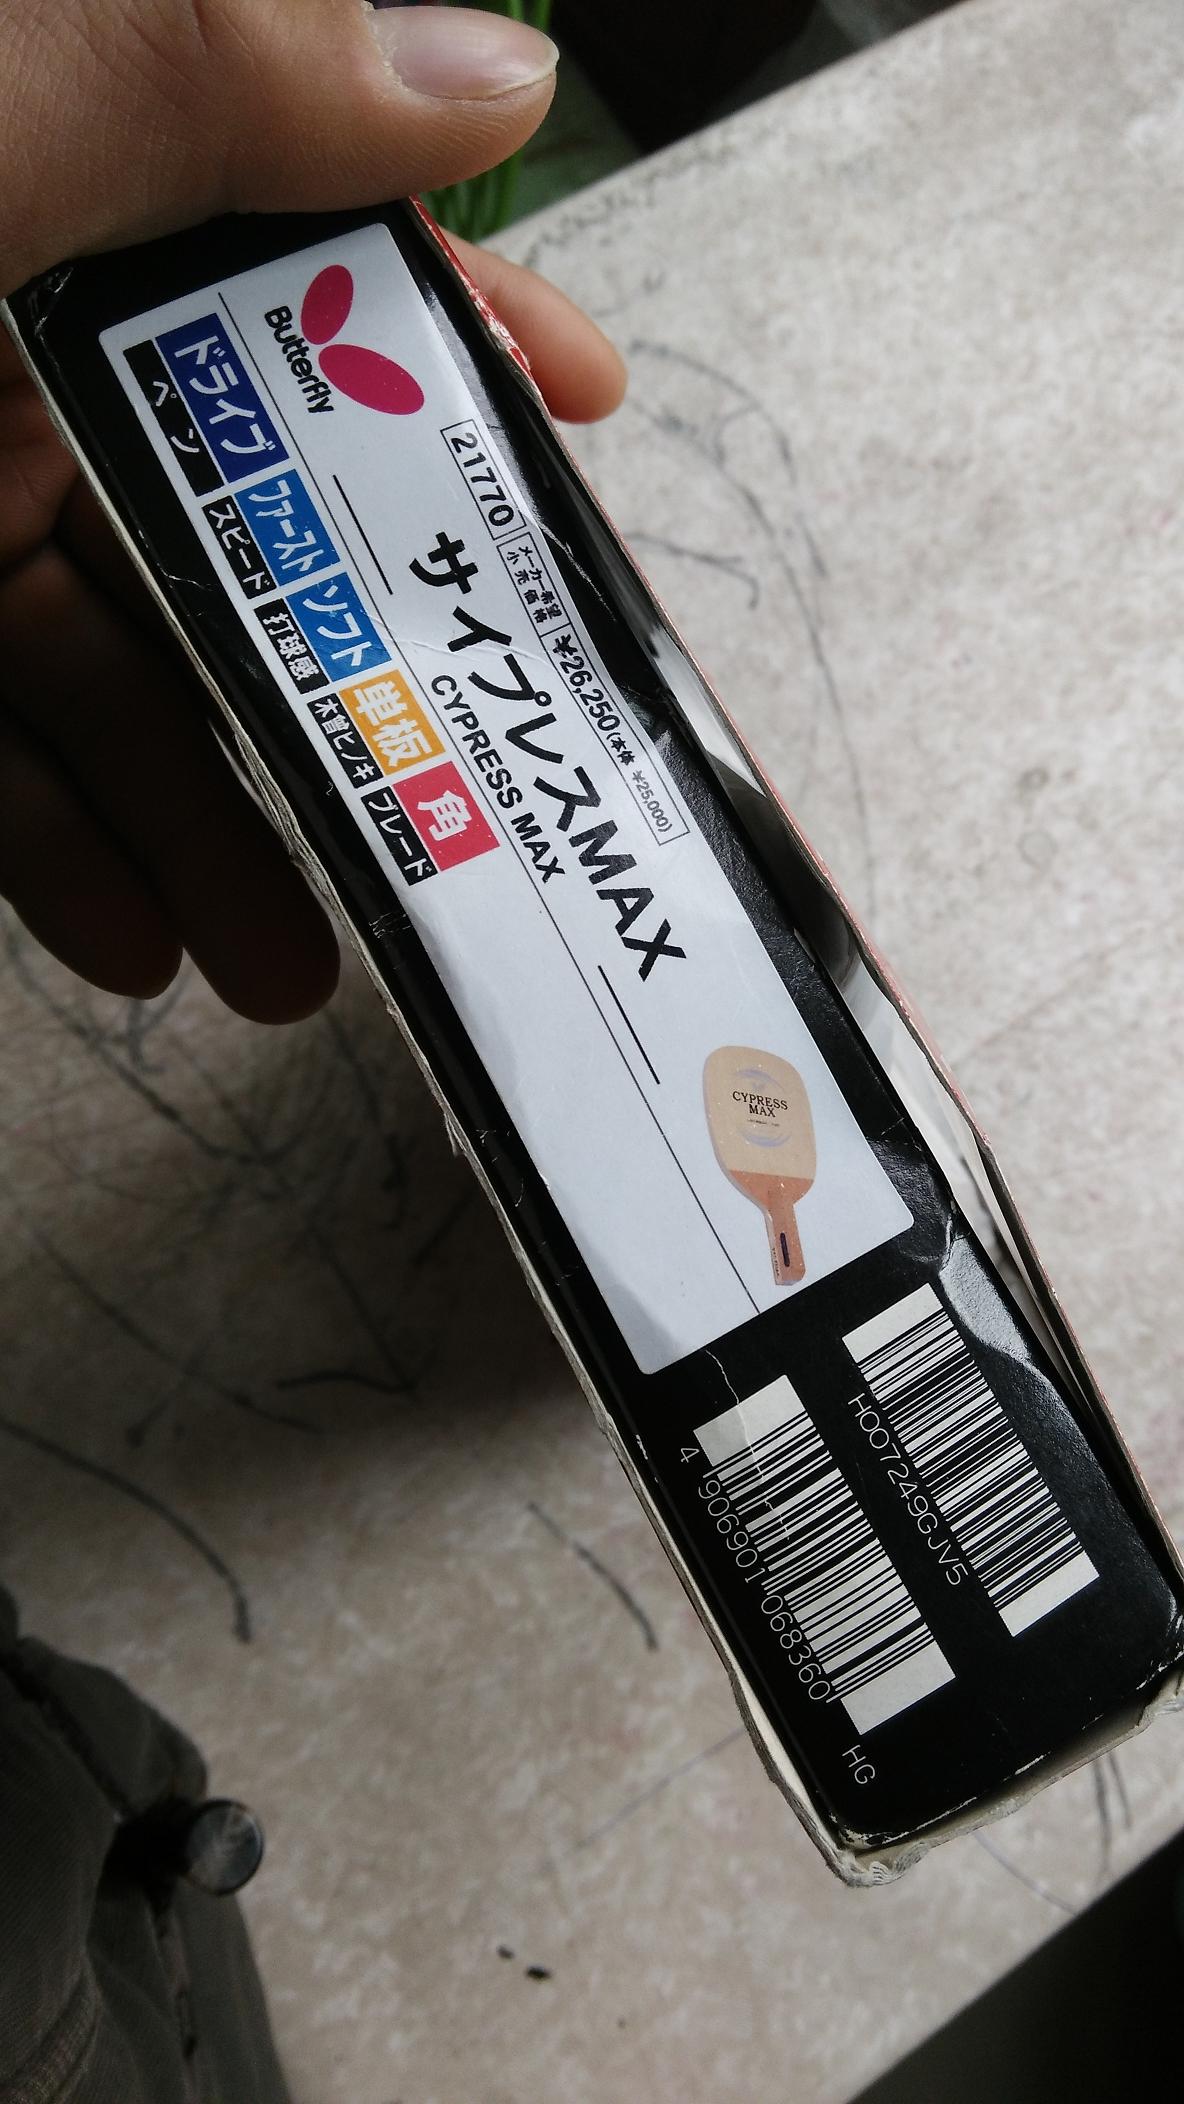 Butterfly
21770 メーカー希望小売価格 ¥26,250(本体 ¥25,000)
サイプレスMAX
CYPRESS MAX
ドライブ ファースト ソフト 単板 角
ペン スピード 打球感 木曽ヒノキ ブレード
CYPRESS
MAX
H007249GJV5
4 906901 068360
HG